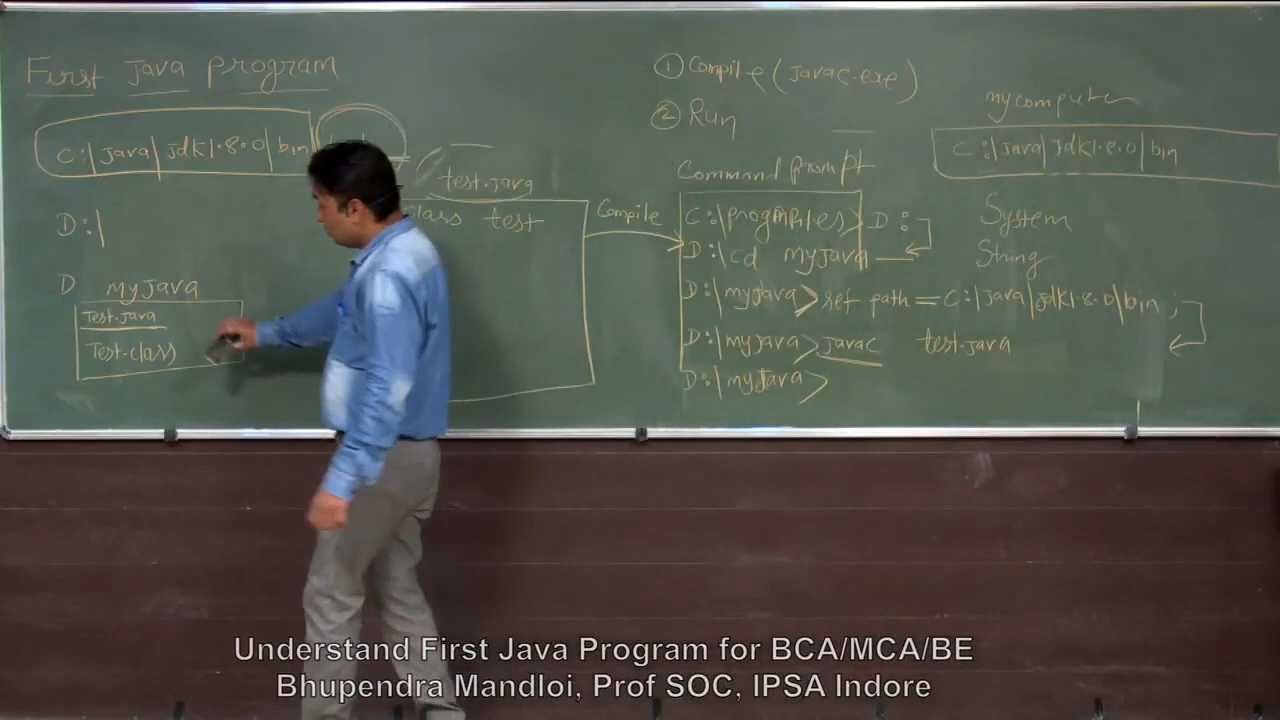 First Java program
C:\Java\Jdk1.8.0\bin
D:\
D myJava
Test.java
Test.class
test.java
class test
Compile
① Compile (Javac.exe)
② Run
Command prompt
C:\progmfiles> D:
D:\cd myJava
D:\myJava> set path = C:\Java\Jdk1.8.0\bin ;
D:\myJava> javac test.java
D:\myJava>
mycomputer
C:\Java\Jdk1.8.0\bin
System
String
Understand First Java Program for BCA/MCA/BE
Bhupendra Mandloi, Prof SOC, IPSA Indore